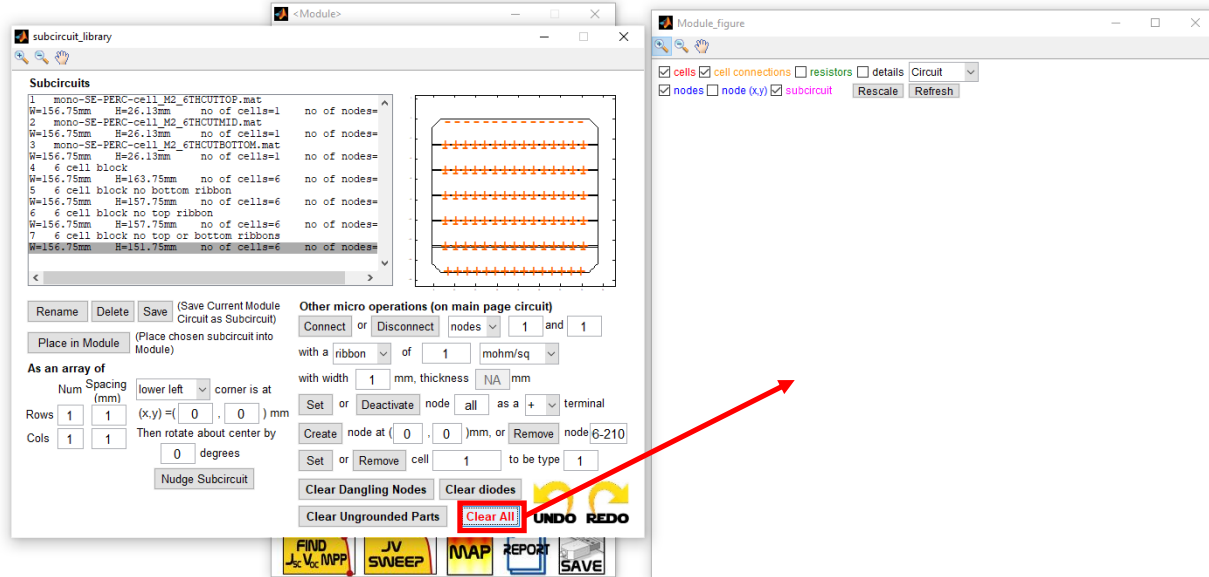 <Module>
subcircuit_library
Subcircuits
1   mono-SE-PERC-cell_M2_6THCUTTOP.mat
W=156.75mm    H=26.13mm    no of cells=1    no of nodes=
2   mono-SE-PERC-cell_M2_6THCUTMID.mat
W=156.75mm    H=26.13mm    no of cells=1    no of nodes=
3   mono-SE-PERC-cell_M2_6THCUTBOTTOM.mat
W=156.75mm    H=26.13mm    no of cells=1    no of nodes=
4   6 cell block
W=156.75mm    H=163.75mm    no of cells=6    no of nodes=
5   6 cell block no bottom ribbon
W=156.75mm    H=157.75mm    no of cells=6    no of nodes=
6   6 cell block no top ribbon
W=156.75mm    H=157.75mm    no of cells=6    no of nodes=
7   6 cell block no top or bottom ribbons
W=156.75mm    H=151.75mm    no of cells=6    no of nodes=
Rename Delete Save (Save Current Module
Circuit as Subcircuit)
Place in Module (Place chosen subcircuit into
Module)
As an array of
Num Spacing
(mm)
Rows 1 1
Cols 1 1
lower left corner is at
(x,y) =( 0 , 0 ) mm
Then rotate about center by
0 degrees
Nudge Subcircuit
Other micro operations (on main page circuit)
Connect or Disconnect nodes 1 and 1
with a ribbon of 1 mohm/sq
with width 1 mm, thickness NA mm
Set or Deactivate node all as a + terminal
Create node at ( 0 , 0 )mm, or Remove node 6-210
Set or Remove cell 1 to be type 1
Clear Dangling Nodes Clear diodes
Clear Ungrounded Parts Clear All UNDO REDO
FIND
Jsc Voc MPP
JV
SWEEP
MAP
REPORT
SAVE
Module_figure
cells cell connections resistors details Circuit
nodes node (x,y) subcircuit Rescale Refresh